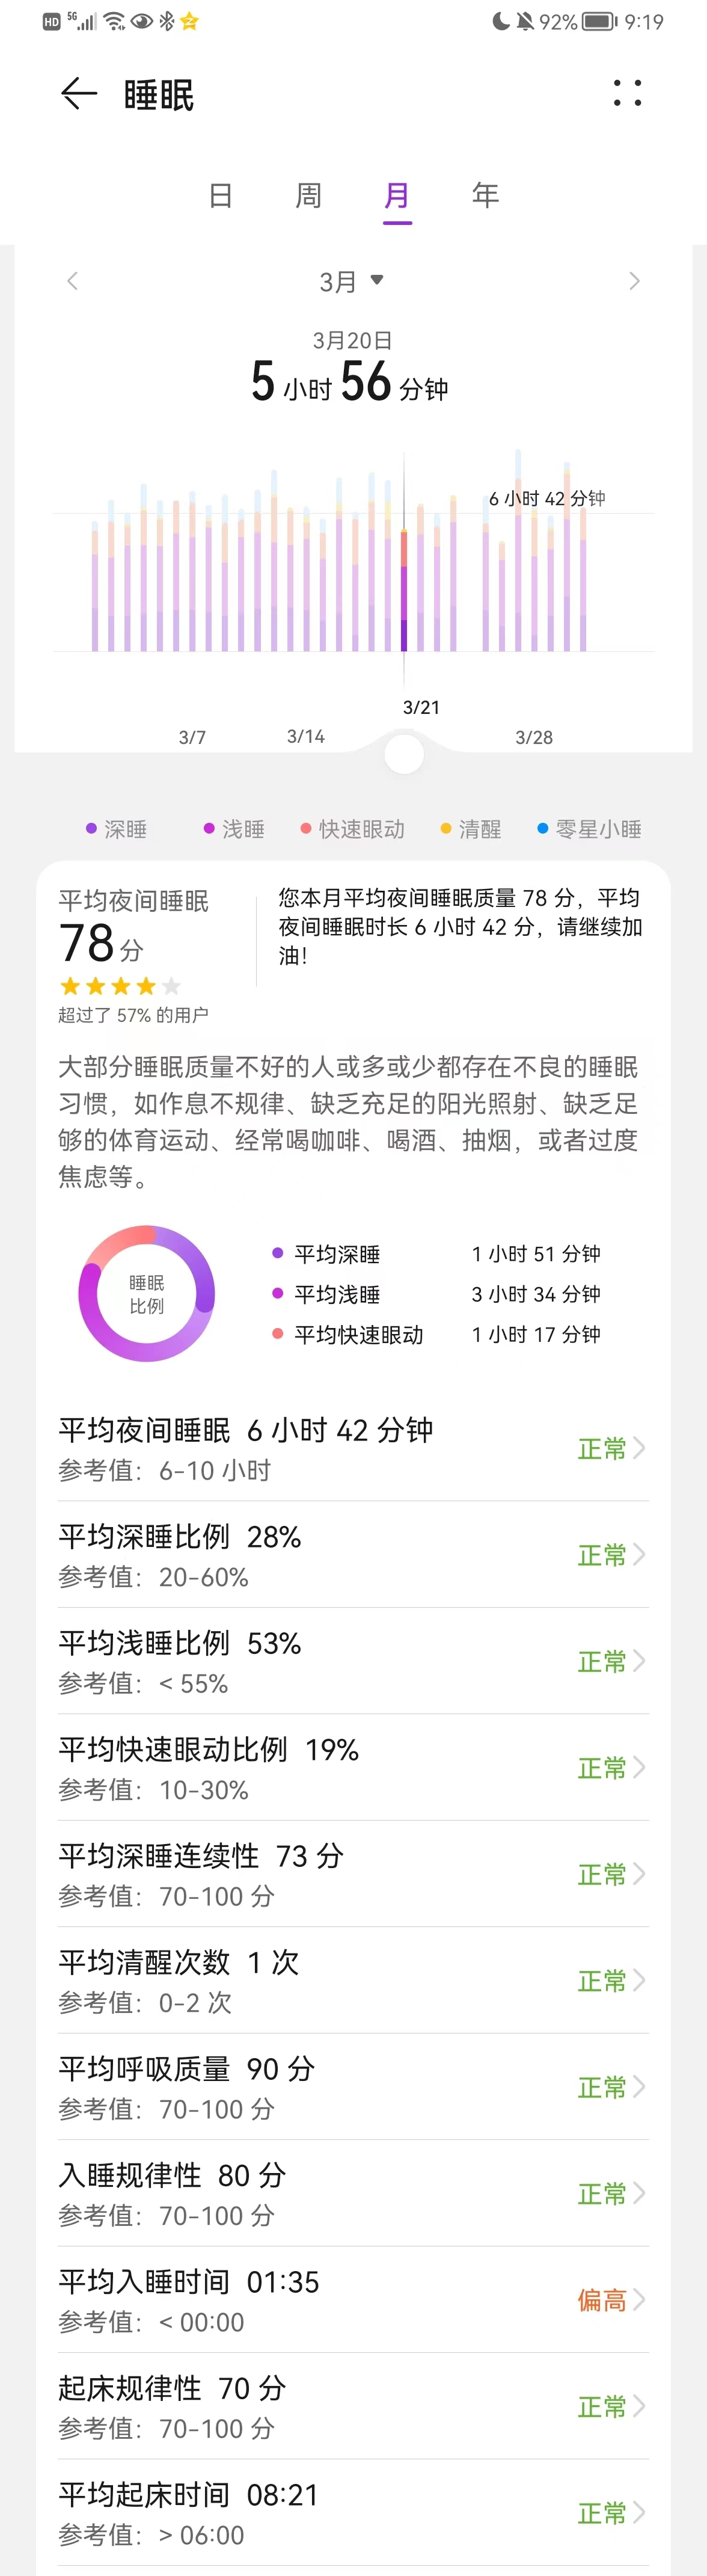 HD 5G 92% 9:19
睡眠
日 周 月 年
3月
3月20日
5 小时 56 分钟
6 小时 42 分钟
3/21
3/7 3/14 3/28
深睡 浅睡 快速眼动 清醒 零星小睡
平均夜间睡眠
78 分
超过了 57% 的用户
您本月平均夜间睡眠质量 78 分，平均
夜间睡眠时长 6 小时 42 分，请继续加
油！
大部分睡眠质量不好的人或多或少都存在不良的睡眠
习惯，如作息不规律、缺乏充足的阳光照射、缺乏足
够的体育运动、经常喝咖啡、喝酒、抽烟，或者过度
焦虑等。
睡眠
比例
平均深睡 1 小时 51 分钟
平均浅睡 3 小时 34 分钟
平均快速眼动 1 小时 17 分钟
平均夜间睡眠 6 小时 42 分钟
参考值：6-10 小时
正常
平均深睡比例 28%
参考值：20-60%
正常
平均浅睡比例 53%
参考值：< 55%
正常
平均快速眼动比例 19%
参考值：10-30%
正常
平均深睡连续性 73 分
参考值：70-100 分
正常
平均清醒次数 1 次
参考值：0-2 次
正常
平均呼吸质量 90 分
参考值：70-100 分
正常
入睡规律性 80 分
参考值：70-100 分
正常
平均入睡时间 01:35
参考值：< 00:00
偏高
起床规律性 70 分
参考值：70-100 分
正常
平均起床时间 08:21
参考值：> 06:00
正常